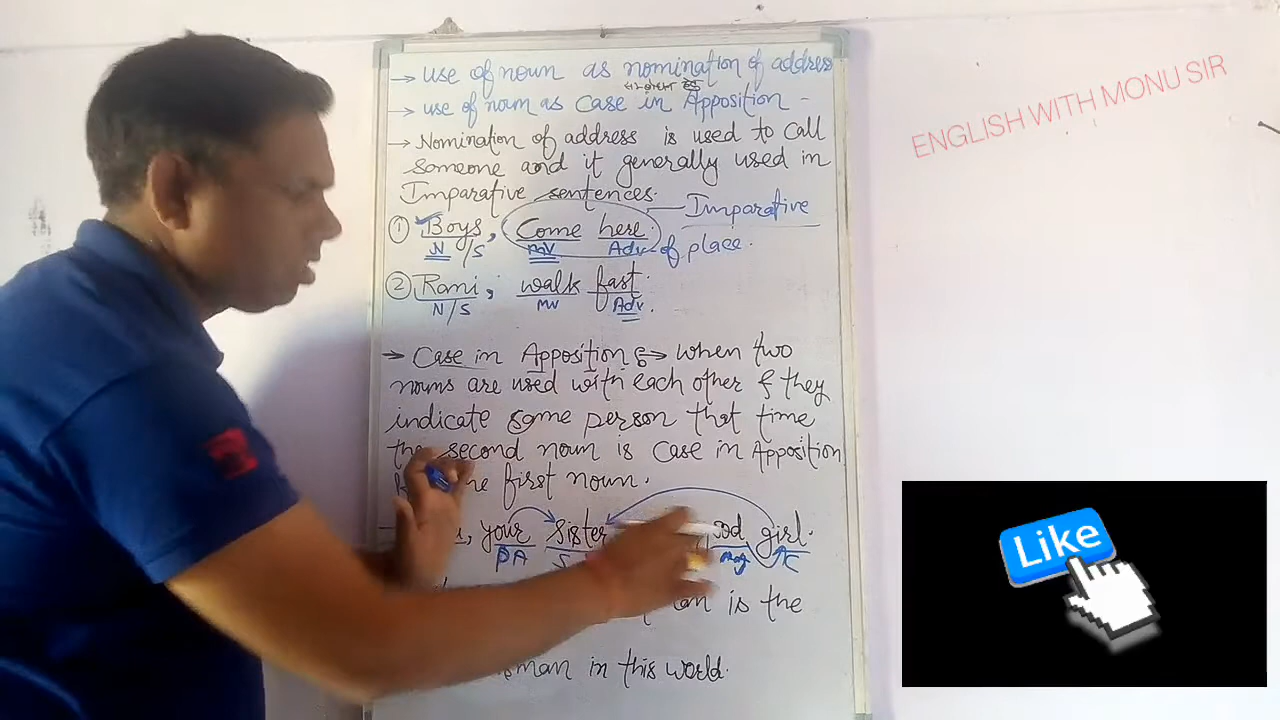 → use of noun as nomination of address
→ use of noun as case in Apposition -
→ Nomination of address is used to call
someone and it generally used in
Imparative sentences.
Imparative
① Boys, Come here.
N/S MV Adv of place.
② Rani, walk fast.
N/S MV Adv.
→ Case in Apposition :→ when two
nouns are used with each other & they
indicate same person that time
the second noun is case in Apposition
first noun.
, your sister girl.
PA S C
is the
man in this world.
ENGLISH WITH MONU SIR
Like